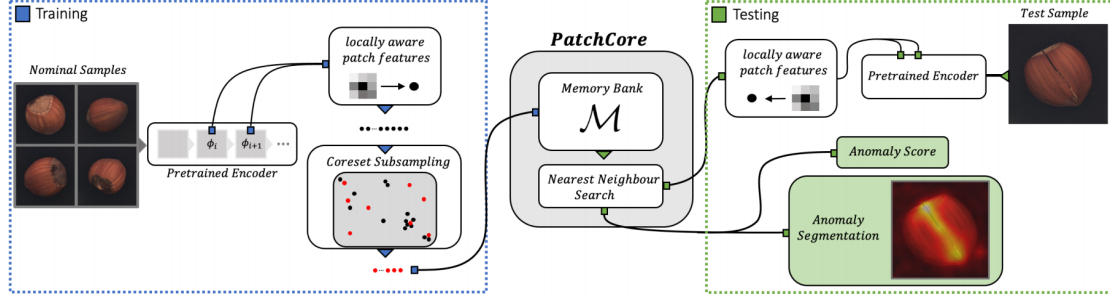 Training
Nominal Samples
ϕi
ϕi+1
...
Pretrained Encoder
locally aware
patch features
Coreset Subsampling
PatchCore
Memory Bank
ℳ
Nearest Neighbour
Search
Testing
locally aware
patch features
Pretrained Encoder
Test Sample
Anomaly Score
Anomaly
Segmentation